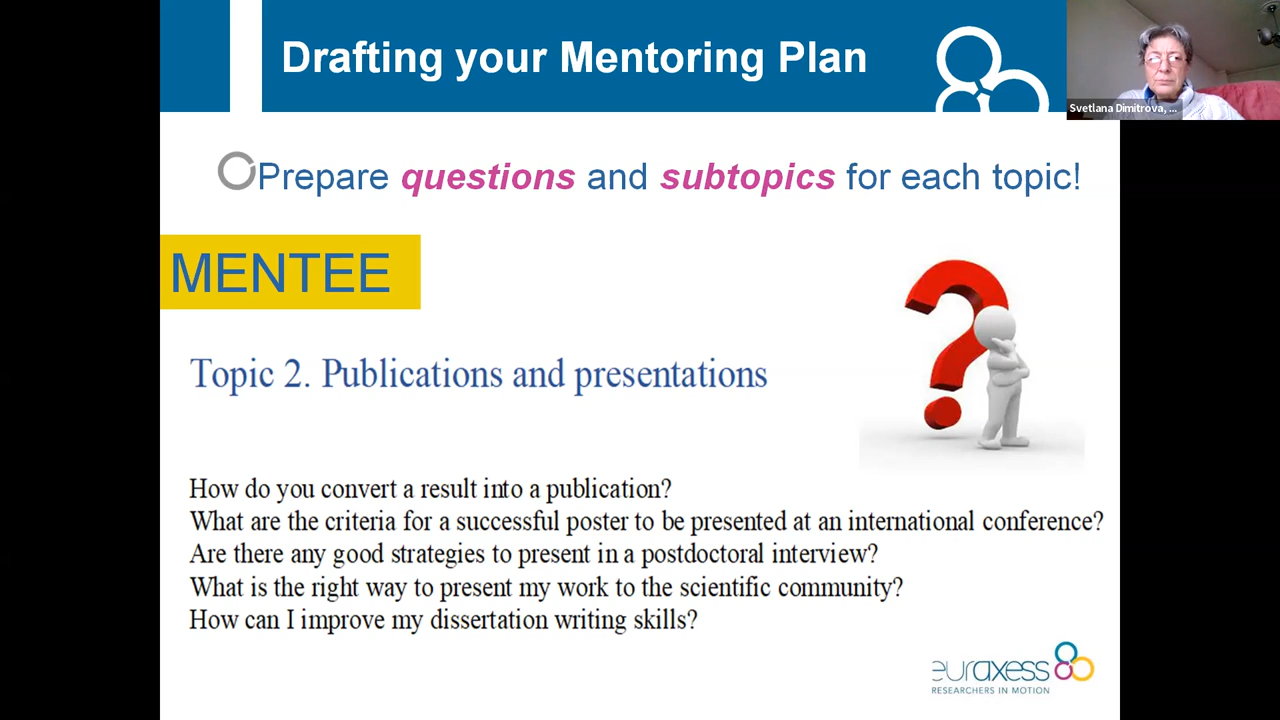 Drafting your Mentoring Plan
Svetlana Dimitrova, ...
Prepare questions and subtopics for each topic!
MENTEE
Topic 2. Publications and presentations
How do you convert a result into a publication?
What are the criteria for a successful poster to be presented at an international conference?
Are there any good strategies to present in a postdoctoral interview?
What is the right way to present my work to the scientific community?
How can I improve my dissertation writing skills?
euraxess
RESEARCHERS IN MOTION